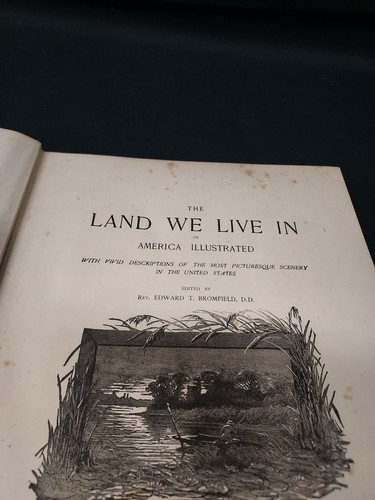 THE
LAND WE LIVE IN
OR
AMERICA ILLUSTRATED
WITH VIVID DESCRIPTIONS OF THE MOST PICTURESQUE SCENERY
IN THE UNITED STATES
EDITED BY
REV. EDWARD T. BROMFIELD, D.D.